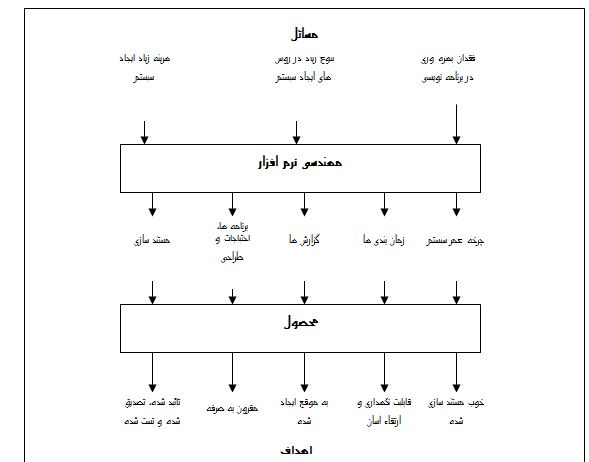 مسائل
فقدان بهره وری
در برنامه نویسی
تنوع زیاد در روش
های ایجاد سیستم
هزینه زیاد ایجاد
سیستم
مهندسی نرم افزار
چرخه عمر سیستم
زمان بندی ها
گزارش ها
برنامه ها،
احتیاجات و
طراحی
مستند سازی
محصول
خوب مستند سازی
شده
قابلیت نگهداری و
ارتقاء آسان
به موقع ایجاد
شده
مقرون به صرفه
تائید شده، تصدیق
شده و تست شده
اهداف